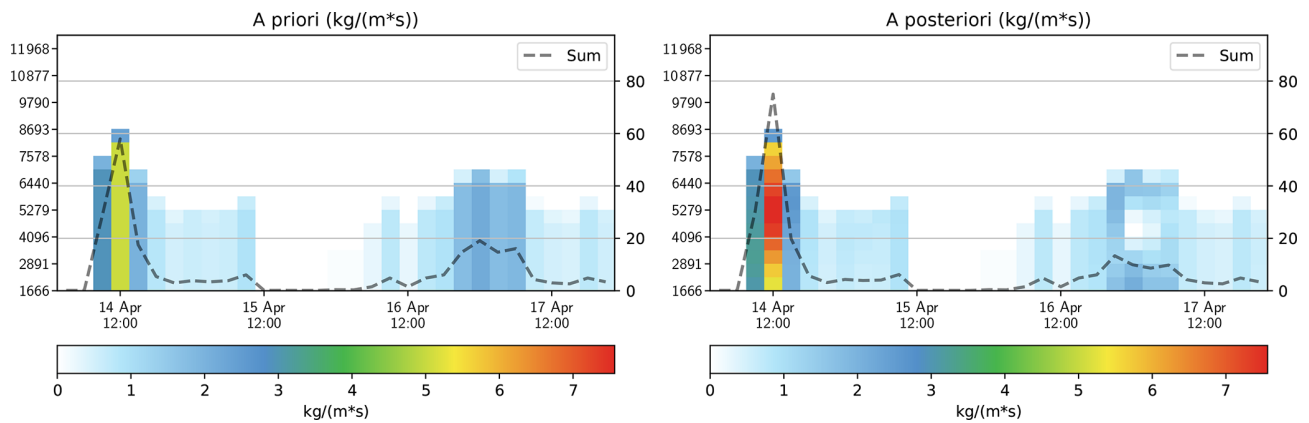 A priori (kg/(m*s))
11968
10877
9790
8693
7578
6440
5279
4096
2891
1666
Sum
80
60
40
20
0
14 Apr
12:00
15 Apr
12:00
16 Apr
12:00
17 Apr
12:00
0 1 2 3 4 5 6 7
kg/(m*s)
A posteriori (kg/(m*s))
11968
10877
9790
8693
7578
6440
5279
4096
2891
1666
Sum
80
60
40
20
0
14 Apr
12:00
15 Apr
12:00
16 Apr
12:00
17 Apr
12:00
0 1 2 3 4 5 6 7
kg/(m*s)